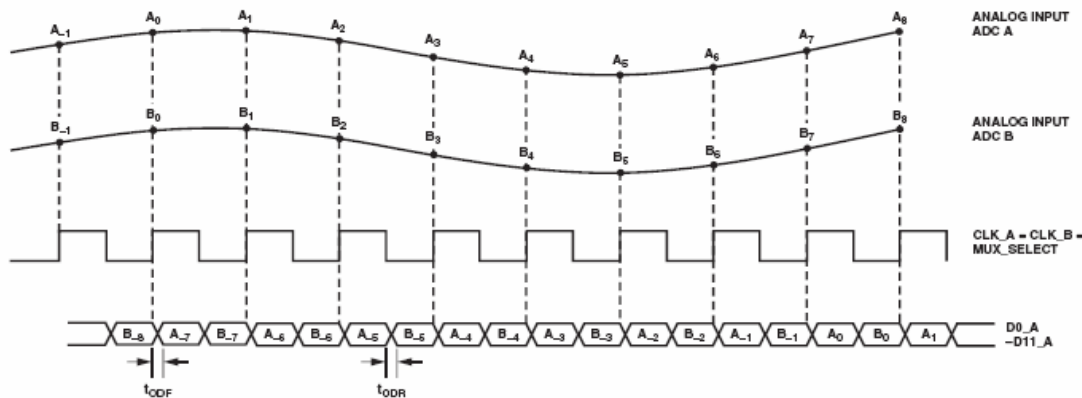 A–1 A0 A1 A2 A3 A4 A5 A6 A7 A8
ANALOG INPUT
ADC A
B–1 B0 B1 B2 B3 B4 B5 B6 B7 B8
ANALOG INPUT
ADC B
CLK_A = CLK_B =
MUX_SELECT
B–8 A–7 B–7 A–6 B–6 A–5 B–5 A–4 B–4 A–3 B–3 A–2 B–2 A–1 B–1 A0 B0 A1
D0_A
–D11_A
tODF tODR